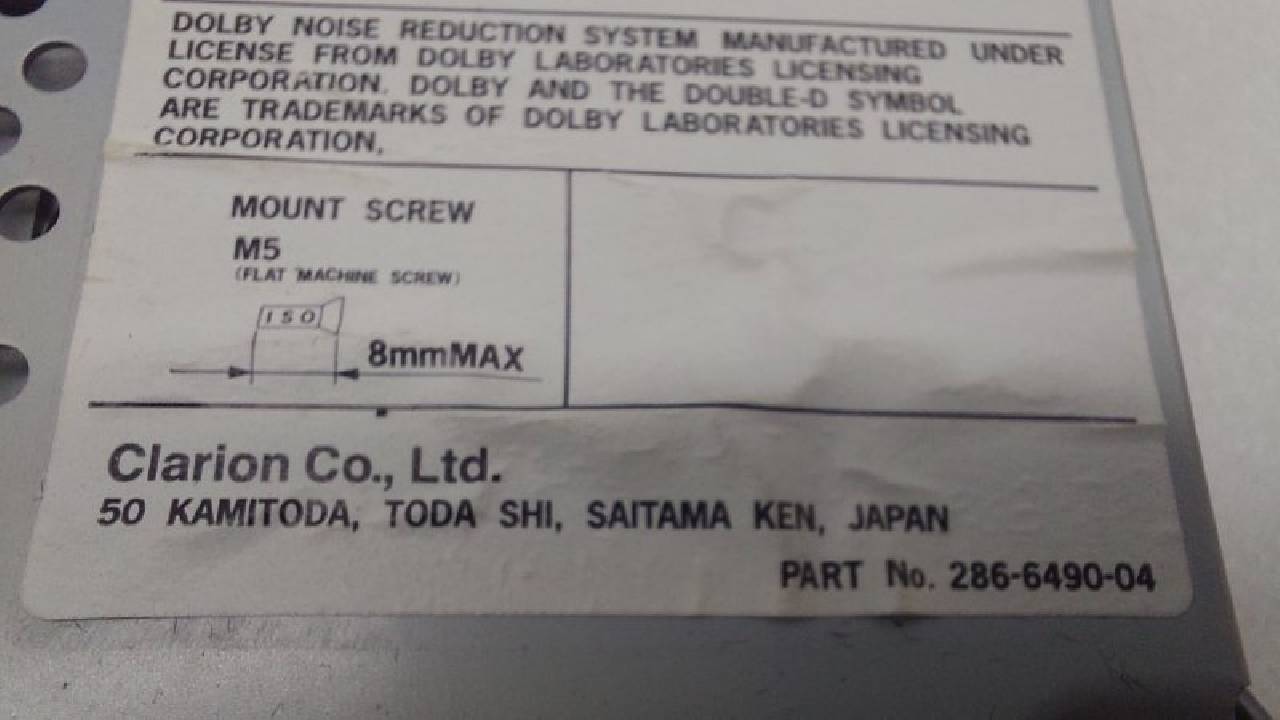 DOLBY NOISE REDUCTION SYSTEM MANUFACTURED UNDER
LICENSE FROM DOLBY LABORATORIES LICENSING
CORPORATION. DOLBY AND THE DOUBLE-D SYMBOL
ARE TRADEMARKS OF DOLBY LABORATORIES LICENSING
CORPORATION,
MOUNT SCREW
M5
(FLAT MACHINE SCREW)
ISO
8mmMAX
Clarion Co., Ltd.
50 KAMITODA, TODA SHI, SAITAMA KEN, JAPAN
PART No. 286-6490-04